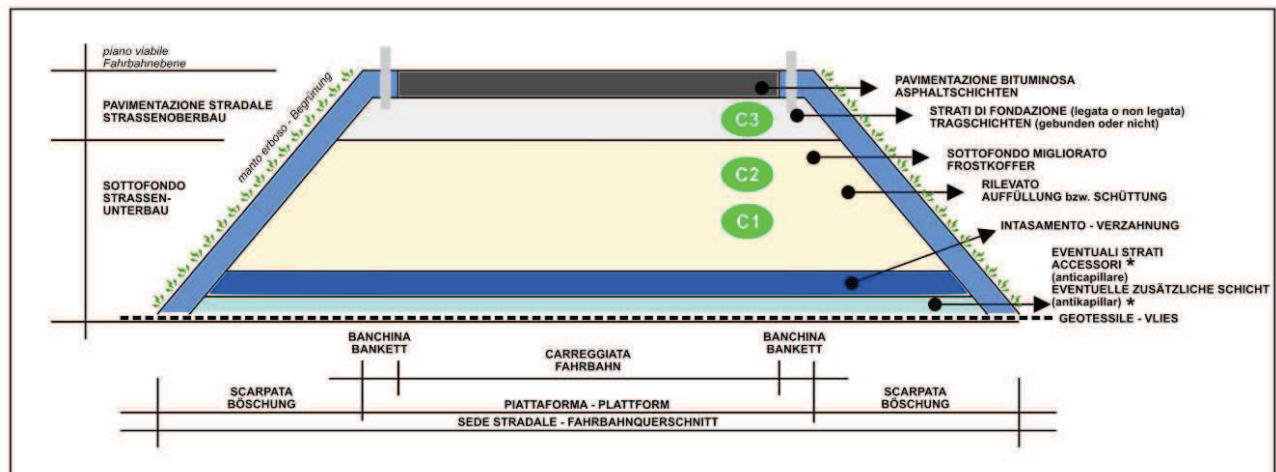 piano viabile
Fahrbahnebene
PAVIMENTAZIONE STRADALE
STRASSENOBERBAU
SOTTOFONDO
STRASSEN-
UNTERBAU
manto erboso - Begrünung
C3
C2
C1
PAVIMENTAZIONE BITUMINOSA
ASPHALTSCHICHTEN
STRATI DI FONDAZIONE (legata o non legata)
TRAGSCHICHTEN (gebunden oder nicht)
SOTTOFONDO MIGLIORATO
FROSTKOFFER
RILEVATO
AUFFÜLLUNG bzw. SCHÜTTUNG
INTASAMENTO - VERZAHNUNG
EVENTUALI STRATI
ACCESSORI *
(anticapillare)
EVENTUELLE ZUSÄTZLICHE SCHICHT
(antikapillar) *
GEOTESSILE - VLIES
BANCHINA
BANKETT
CARREGGIATA
FAHRBAHN
BANCHINA
BANKETT
SCARPATA
BÖSCHUNG
PIATTAFORMA - PLATTFORM
SCARPATA
BÖSCHUNG
SEDE STRADALE - FAHRBAHNQUERSCHNITT